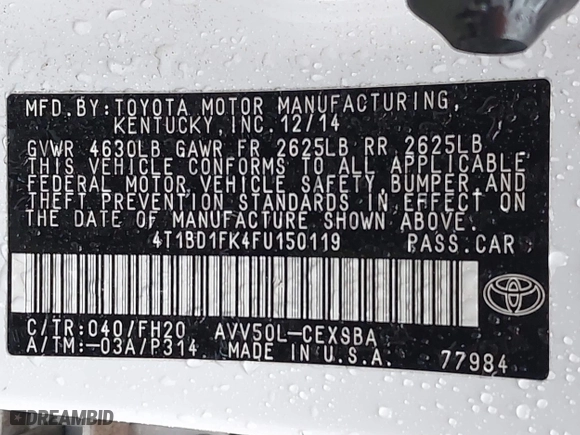 MFD.BY:TOYOTA MOTOR MANUFACTURING,
KENTUCKY,INC.12/14
GVWR 4630LB GAWR FR 2625LB RR 2625LB
THIS VEHICLE CONFORMS TO ALL APPLICABLE
FEDERAL MOTOR VEHICLE SAFETY,BUMPER,AND
THEFT PREVENTION STANDARDS IN EFFECT ON
THE DATE OF MANUFACTURE SHOWN ABOVE.
4T1BD1FK4FU150119 PASS.CAR
C/TR:040/FH20 AVV50L-CEXSBA
A/TM:-03A/P314 MADE IN U.S.A. 77984
DREAMBID